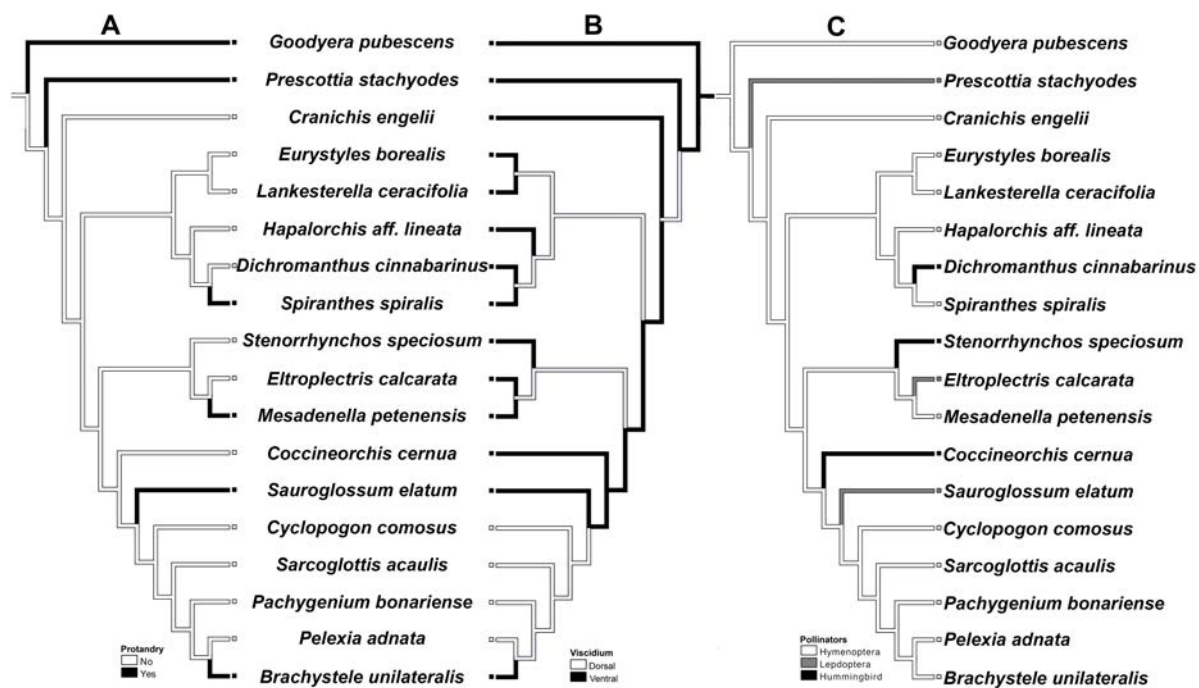 A B C
Goodyera pubescens Goodyera pubescens
Prescottia stachyodes Prescottia stachyodes
Cranichis engelii Cranichis engelii
Eurystyles borealis Eurystyles borealis
Lankesterella ceracifolia Lankesterella ceracifolia
Hapalorchis aff. lineata Hapalorchis aff. lineata
Dichromanthus cinnabarinus Dichromanthus cinnabarinus
Spiranthes spiralis Spiranthes spiralis
Stenorrhynchos speciosum Stenorrhynchos speciosum
Eltroplectris calcarata Eltroplectris calcarata
Mesadenella petenensis Mesadenella petenensis
Coccineorchis cernua Coccineorchis cernua
Sauroglossum elatum Sauroglossum elatum
Cyclopogon comosus Cyclopogon comosus
Sarcoglottis acaulis Sarcoglottis acaulis
Pachygenium bonariense Pachygenium bonariense
Pelexia adnata Pelexia adnata
Brachystele unilateralis Brachystele unilateralis
Protandry
No
Yes
Viscidium
Dorsal
Ventral
Pollinators
Hymenoptera
Lepdoptera
Hummingbird